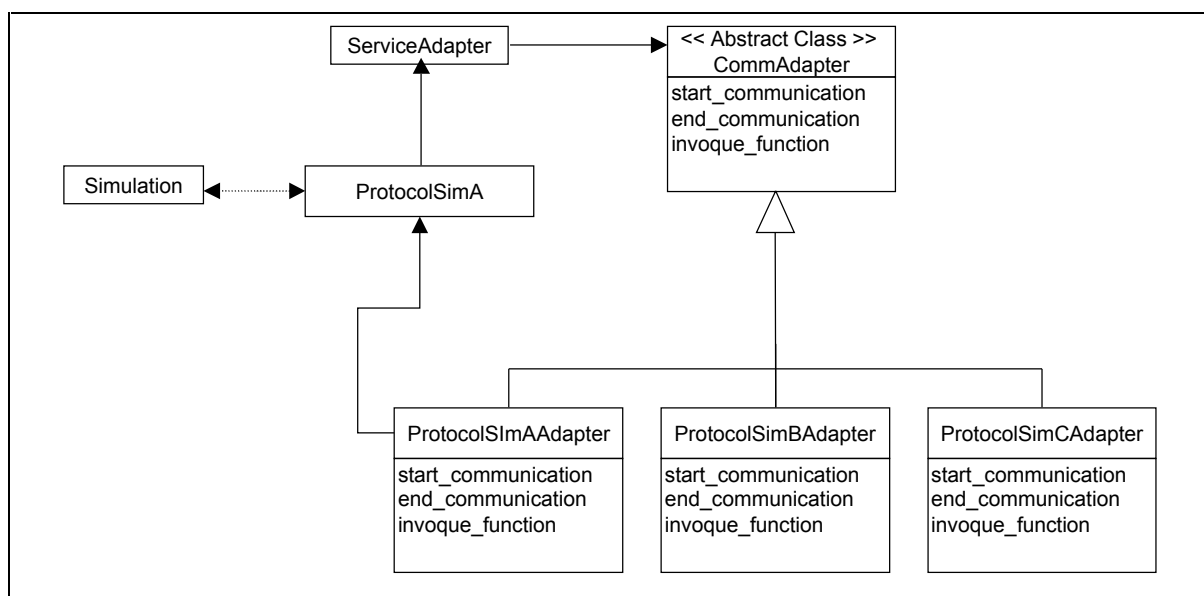 ServiceAdapter
<< Abstract Class >>
CommAdapter
start_communication
end_communication
invoque_function
Simulation
ProtocolSimA
ProtocolSImAAdapter
start_communication
end_communication
invoque_function
ProtocolSimBAdapter
start_communication
end_communication
invoque_function
ProtocolSimCAdapter
start_communication
end_communication
invoque_function